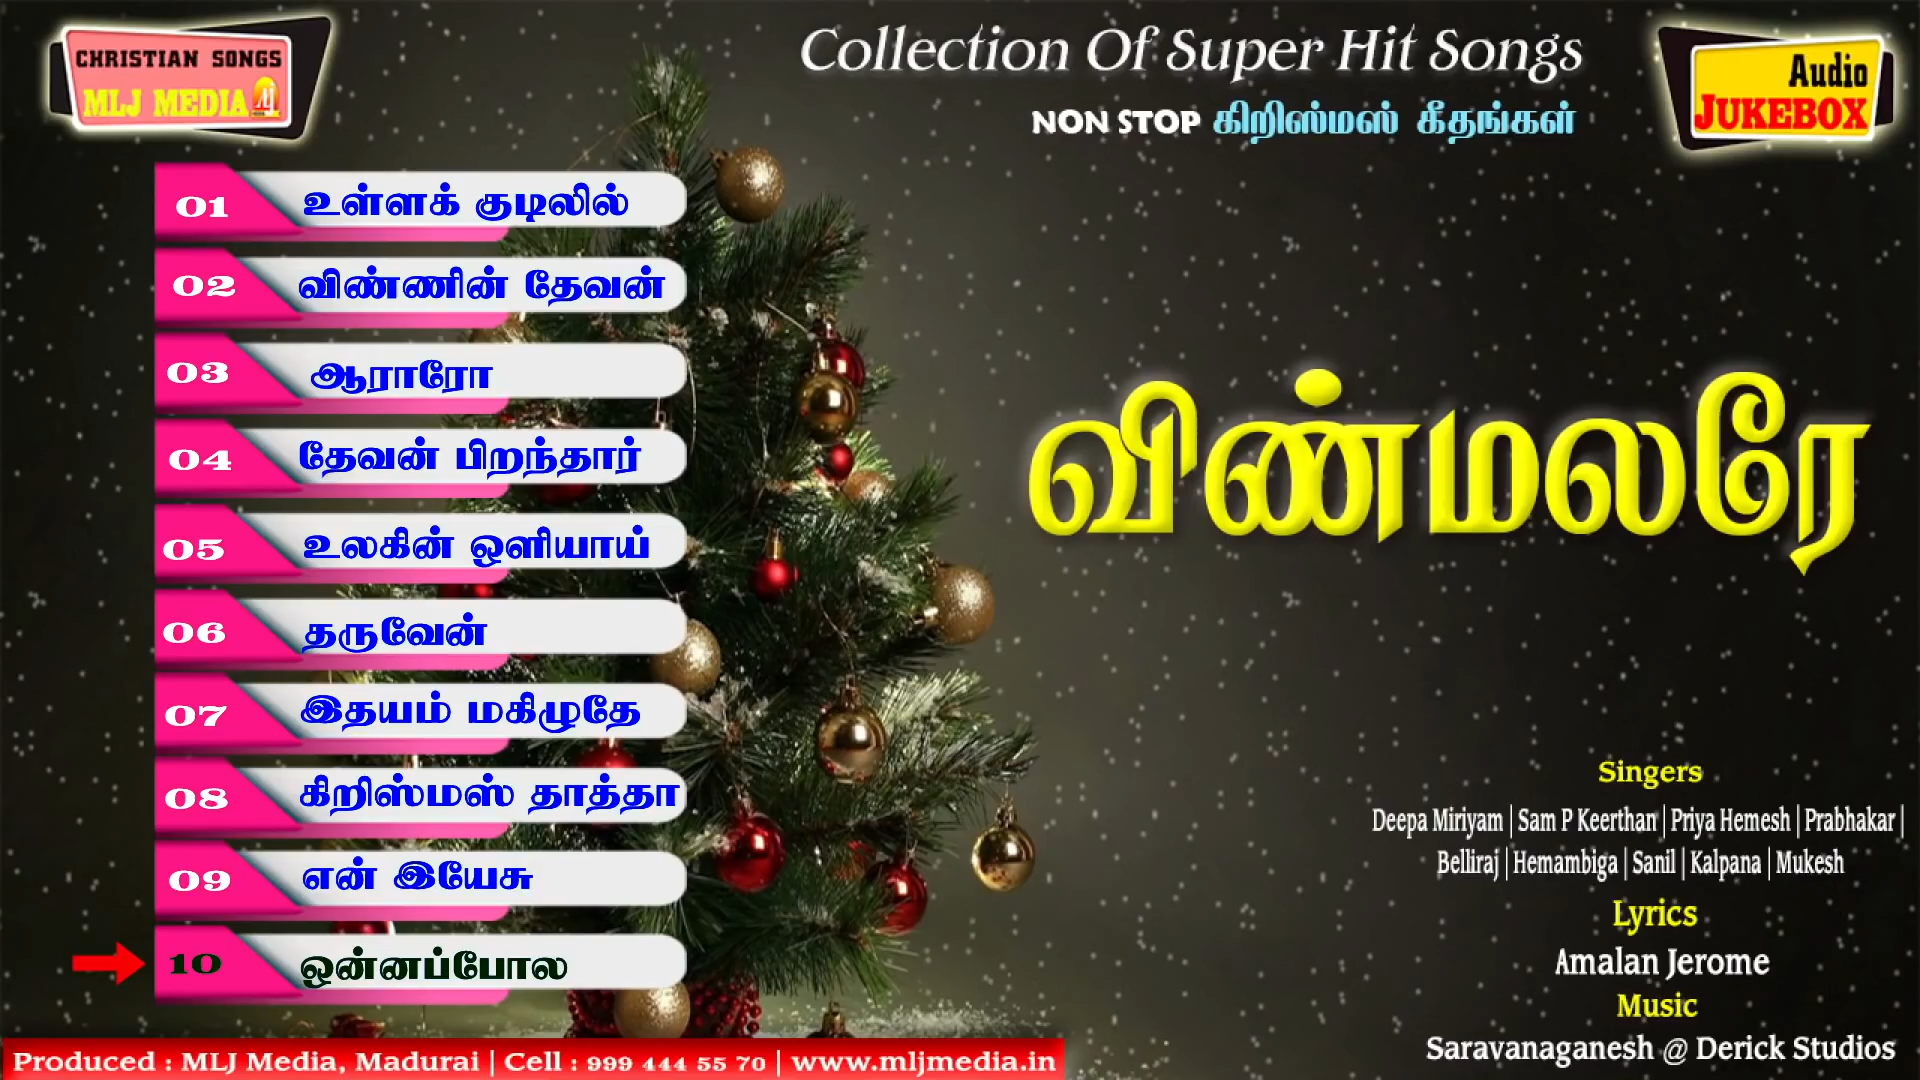 CHRISTIAN SONGS
MLJ MEDIA
Collection Of Super Hit Songs
NON STOP கிறிஸ்மஸ் கீதங்கள்
Audio
JUKEBOX
01 உள்ளக் குடிலில்
02 விண்ணின் தேவன்
03 ஆராரோ
04 தேவன் பிறந்தார்
05 உலகின் ஒளியாய்
06 தருவேன்
07 இதயம் மகிழுதே
08 கிறிஸ்மஸ் தாத்தா
09 என் இயேசு
10 ஒன்னப்போல
விண்மலரே
Singers
Deepa Miriyam | Sam P Keerthan | Priya Hemesh | Prabhakar |
Belliraj | Hemambiga | Sanil | Kalpana | Mukesh
Lyrics
Amalan Jerome
Music
Saravanaganesh @ Derick Studios
Produced : MLJ Media, Madurai | Cell : 999 444 55 70 | www.mljmedia.in